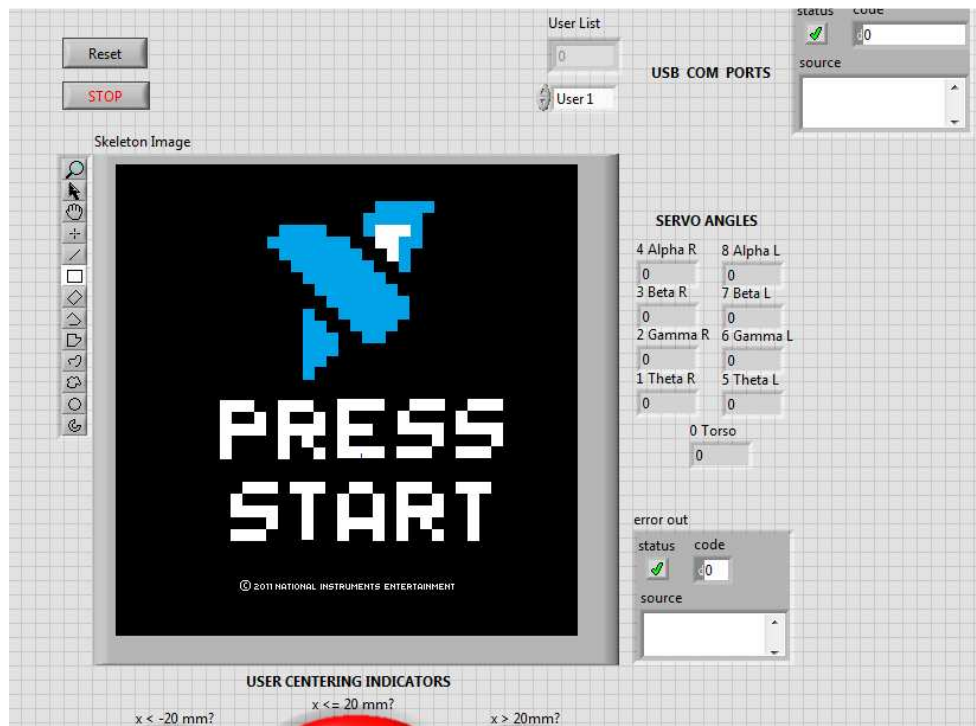 status code
d0
source
User List
0
User 1
Reset
STOP
USB COM PORTS
Skeleton Image
PRESS
START
© 2011 NATIONAL INSTRUMENTS ENTERTAINMENT
SERVO ANGLES
4 Alpha R 8 Alpha L
0 0
3 Beta R 7 Beta L
0 0
2 Gamma R 6 Gamma L
0 0
1 Theta R 5 Theta L
0 0
0 Torso
0
error out
status code
d0
source
USER CENTERING INDICATORS
x < -20 mm? x <= 20 mm? x > 20mm?